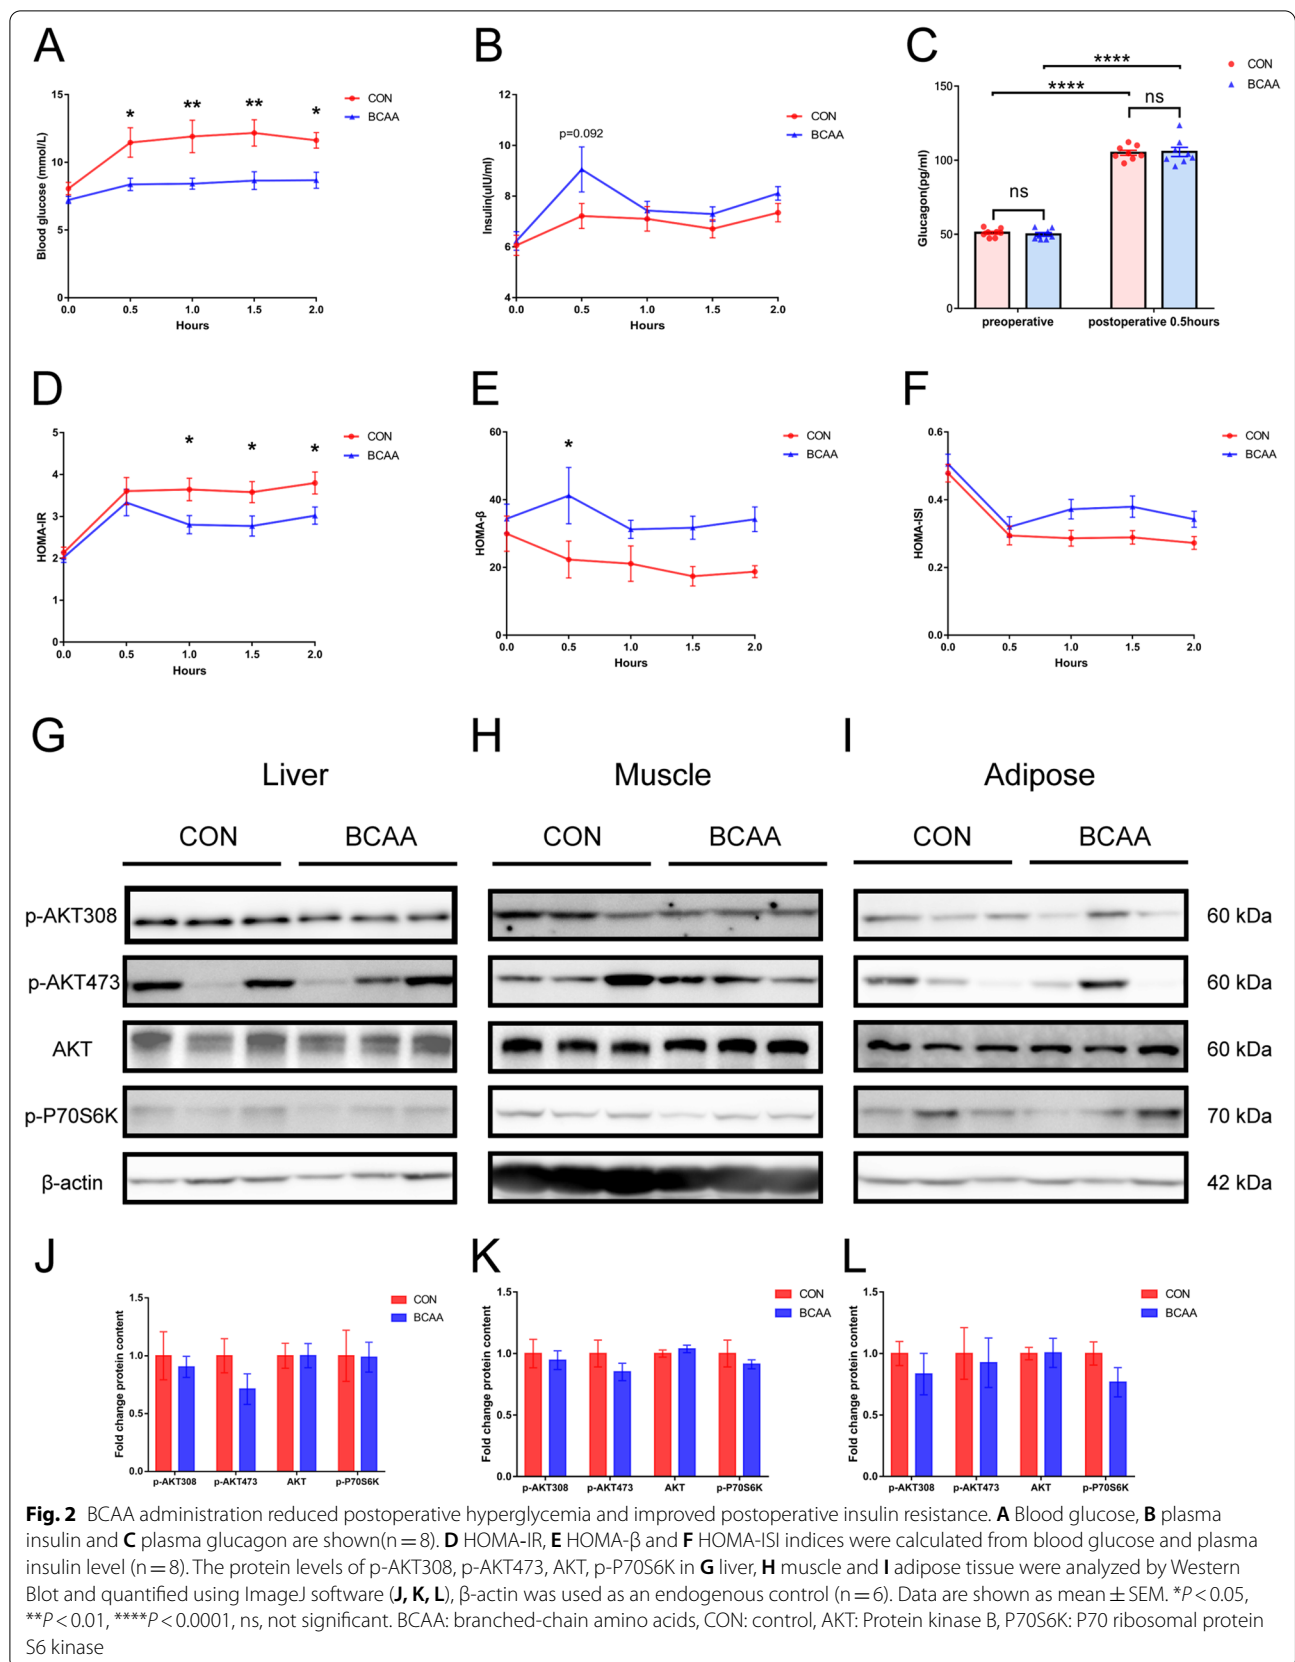 A
B
C
Blood glucose (mmol/L)
15
10
5
0
0.0 0.5 1.0 1.5 2.0
Hours
* ** ** *
CON
BCAA
Insulin(uIU/ml)
12
10
8
6
4
0.0 0.5 1.0 1.5 2.0
Hours
p=0.092
CON
BCAA
Glucagon(pg/ml)
150
100
50
0
preoperative postoperative 0.5hours
****
****
ns
ns
CON
BCAA
D
E
F
HOMA-IR
5
4
3
2
1
0
0.0 0.5 1.0 1.5 2.0
Hours
* * *
CON
BCAA
HOMA-β
60
40
20
0
0.0 0.5 1.0 1.5 2.0
Hours
*
CON
BCAA
HOMA-ISI
0.6
0.4
0.2
0.0
0.0 0.5 1.0 1.5 2.0
Hours
CON
BCAA
G
H
I
Liver Muscle Adipose
CON BCAA CON BCAA CON BCAA
p-AKT308 60 kDa
p-AKT473 60 kDa
AKT 60 kDa
p-P70S6K 70 kDa
β-actin 42 kDa
J
K
L
Fold change protein content
1.5
1.0
0.5
0.0
p-AKT308 p-AKT473 AKT p-P70S6K
CON
BCAA
Fold change protein content
1.5
1.0
0.5
0.0
p-AKT308 p-AKT473 AKT p-P70S6K
CON
BCAA
Fold change protein content
1.5
1.0
0.5
0.0
p-AKT308 p-AKT473 AKT p-P70S6K
CON
BCAA
Fig. 2 BCAA administration reduced postoperative hyperglycemia and improved postoperative insulin resistance. A Blood glucose, B plasma
insulin and C plasma glucagon are shown(n = 8). D HOMA-IR, E HOMA-β and F HOMA-ISI indices were calculated from blood glucose and plasma
insulin level (n = 8). The protein levels of p-AKT308, p-AKT473, AKT, p-P70S6K in G liver, H muscle and I adipose tissue were analyzed by Western
Blot and quantified using ImageJ software (J, K, L), β-actin was used as an endogenous control (n = 6). Data are shown as mean ± SEM. *P < 0.05,
**P < 0.01, ****P < 0.0001, ns, not significant. BCAA: branched-chain amino acids, CON: control, AKT: Protein kinase B, P70S6K: P70 ribosomal protein
S6 kinase